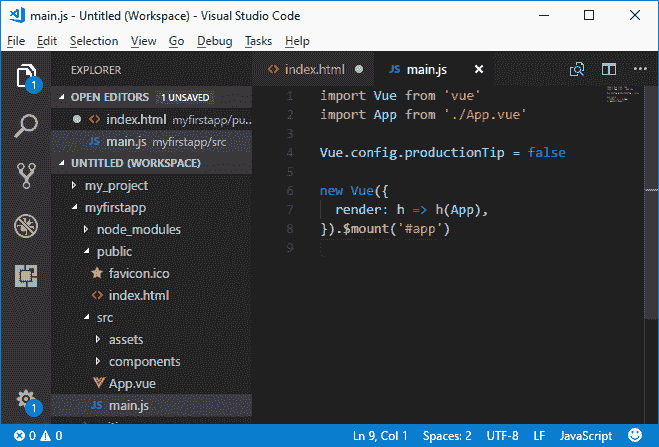 main.js - Untitled (Workspace) - Visual Studio Code
File Edit Selection View Go Debug Tasks Help
EXPLORER
OPEN EDITORS 1 UNSAVED
index.html myfirstapp/pu...
main.js myfirstapp/src
UNTITLED (WORKSPACE)
my_project
myfirstapp
node_modules
public
favicon.ico
index.html
src
assets
components
App.vue
JS main.js
1
1
index.html JS main.js
1 import Vue from 'vue'
2 import App from './App.vue'
3
4 Vue.config.productionTip = false
5
6 new Vue({
7 render: h => h(App),
8 }).$mount('#app')
9
0 0 Ln 9, Col 1 Spaces: 2 UTF-8 LF JavaScript